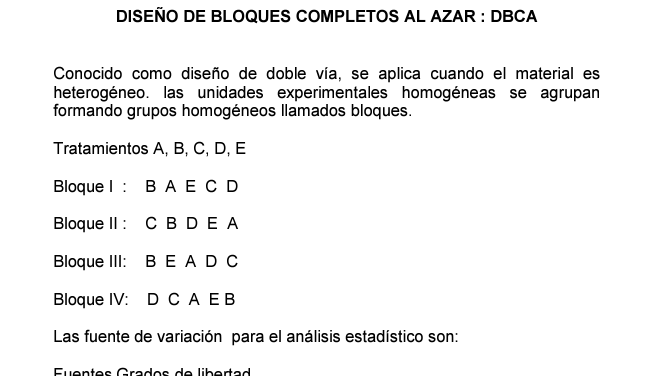 DISEÑO DE BLOQUES COMPLETOS AL AZAR : DBCA
Conocido como diseño de doble vía, se aplica cuando el material es
heterogéneo. las unidades experimentales homogéneas se agrupan
formando grupos homogéneos llamados bloques.
Tratamientos A, B, C, D, E
Bloque I : B A E C D
Bloque II : C B D E A
Bloque III: B E A D C
Bloque IV: D C A E B
Las fuente de variación para el análisis estadístico son:
Fuentes Grados de libertad